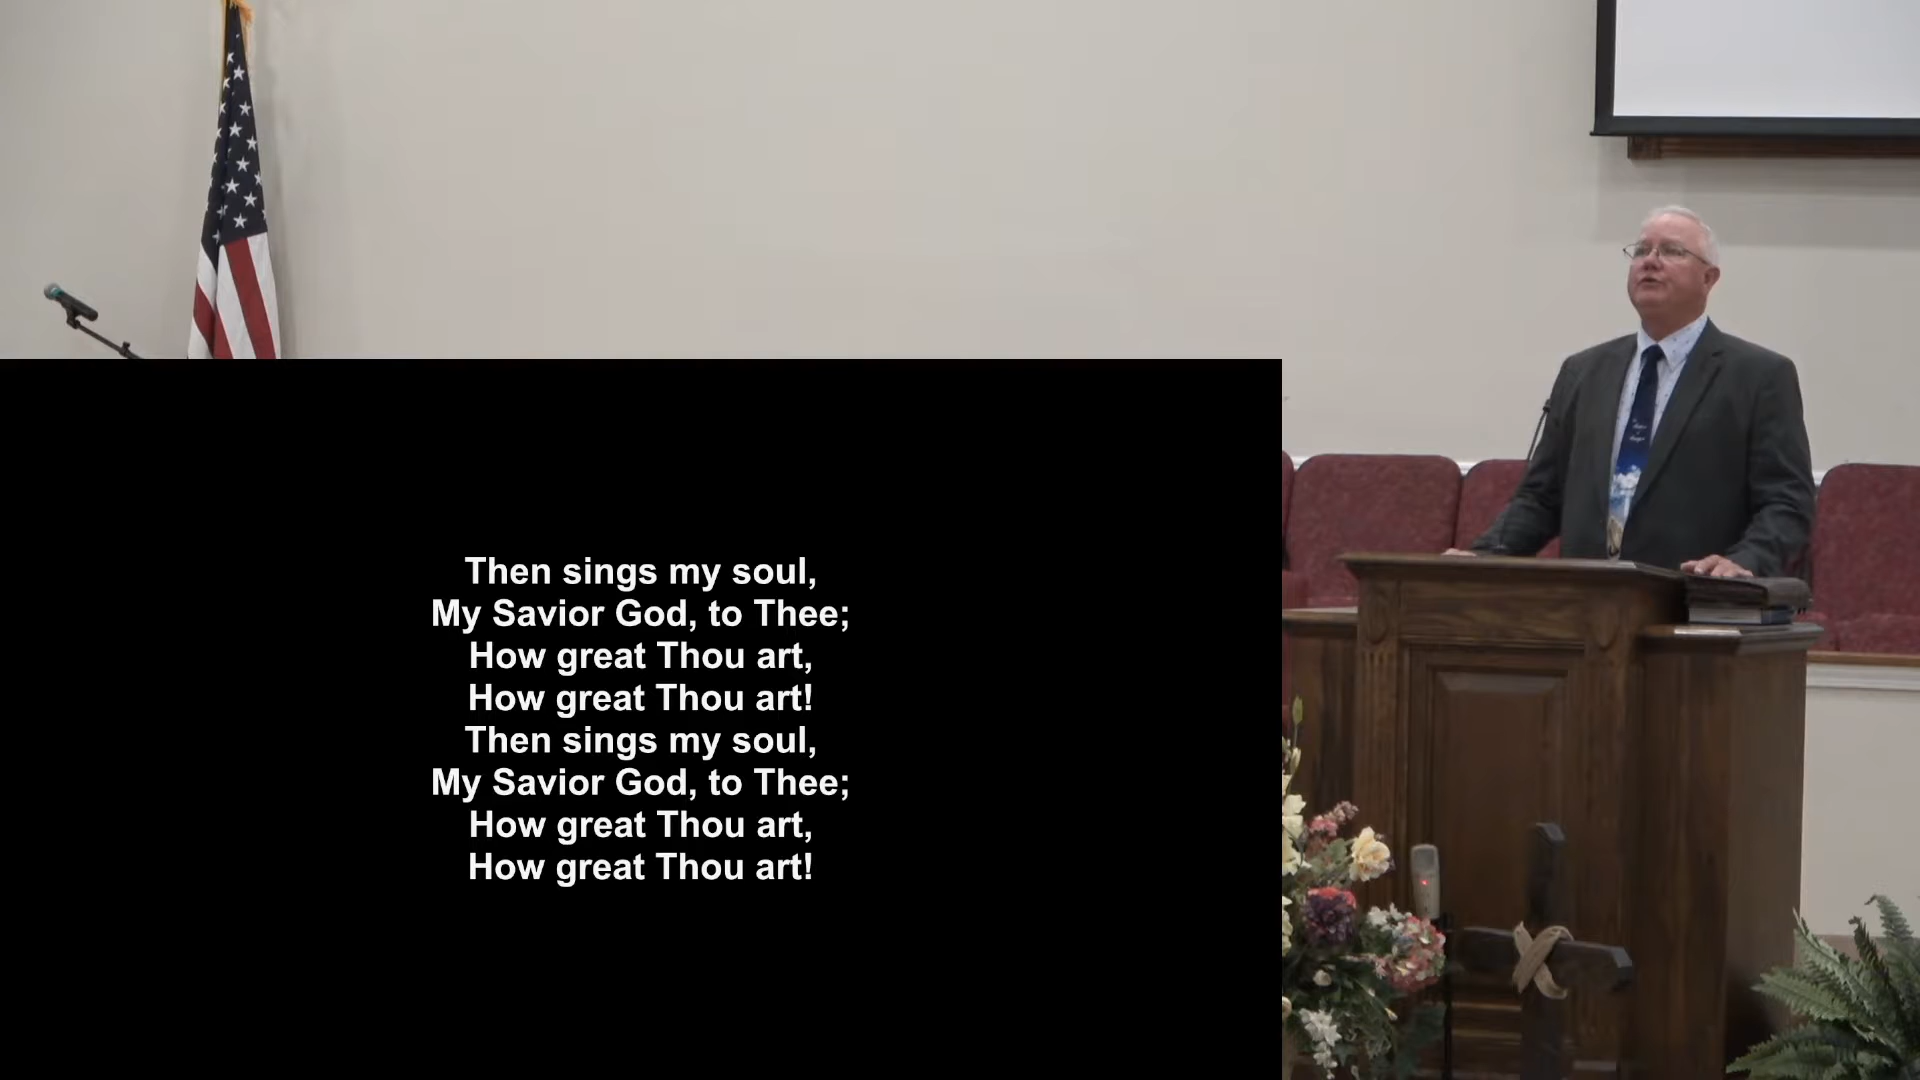 Then sings my soul,
My Savior God, to Thee;
How great Thou art,
How great Thou art!
Then sings my soul,
My Savior God, to Thee;
How great Thou art,
How great Thou art!